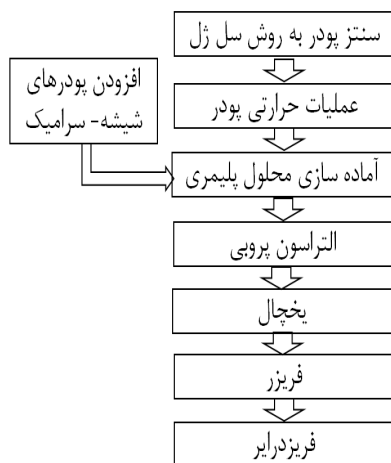 سنتز پودر به روش سل ژل
عملیات حرارتی پودر
افزودن پودرهای
شیشه- سرامیک
آماده سازی محلول پلیمری
التراسون پروبی
یخچال
فریزر
فریزدرایر